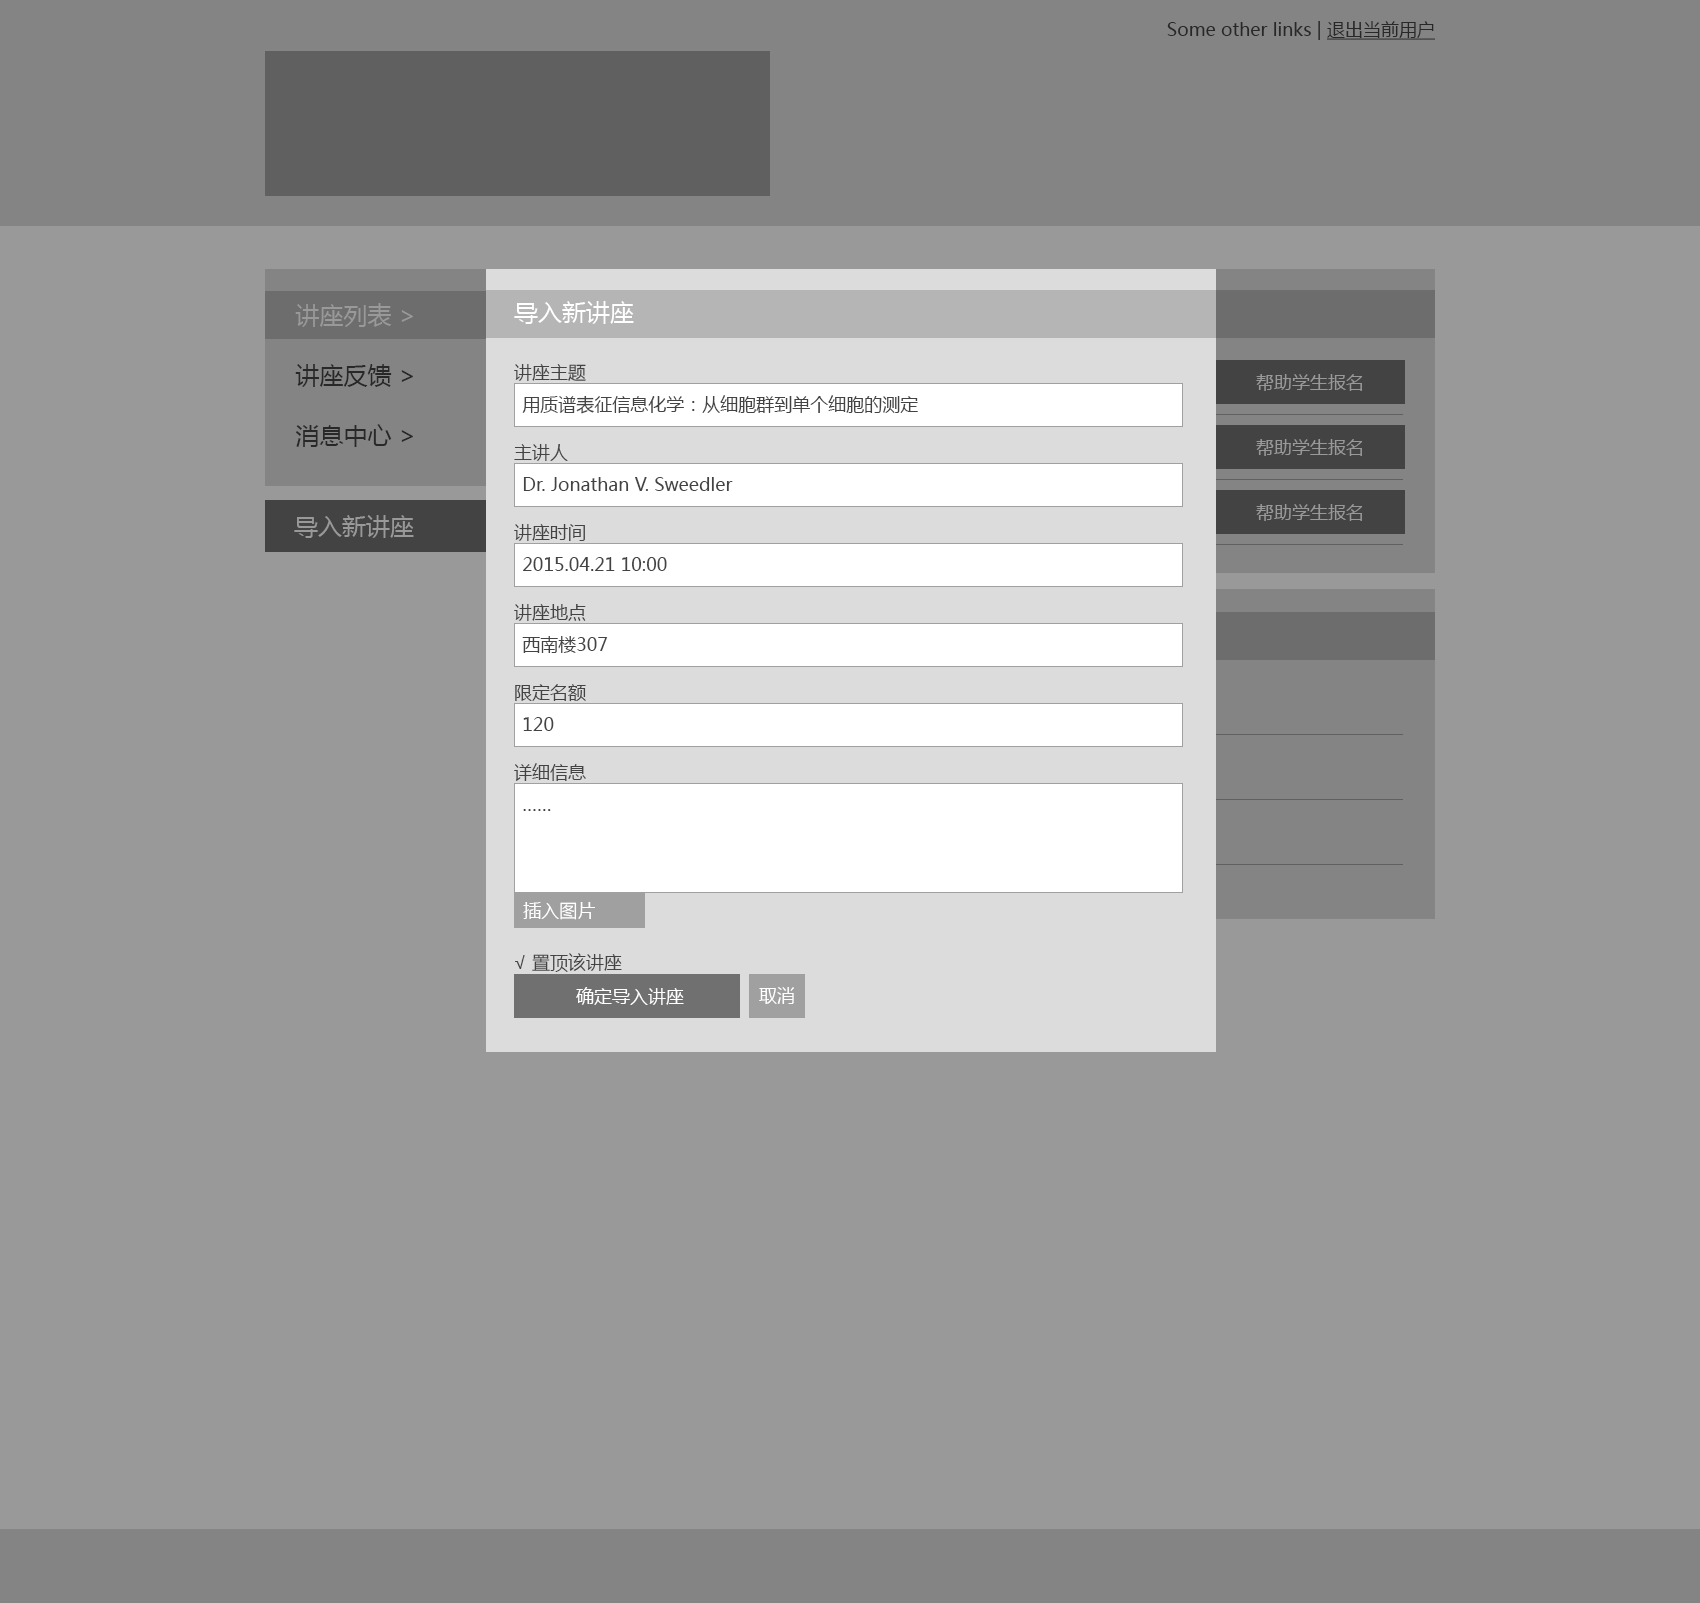 Some other links | 退出当前用户
讲座列表 >
讲座反馈 >
消息中心 >
导入新讲座
导入新讲座
讲座主题
用质谱表征信息化学：从细胞群到单个细胞的测定
主讲人
Dr. Jonathan V. Sweedler
讲座时间
2015.04.21 10:00
讲座地点
西南楼307
限定名额
120
详细信息
……
插入图片
√ 置顶该讲座
确定导入讲座
取消
帮助学生报名
帮助学生报名
帮助学生报名